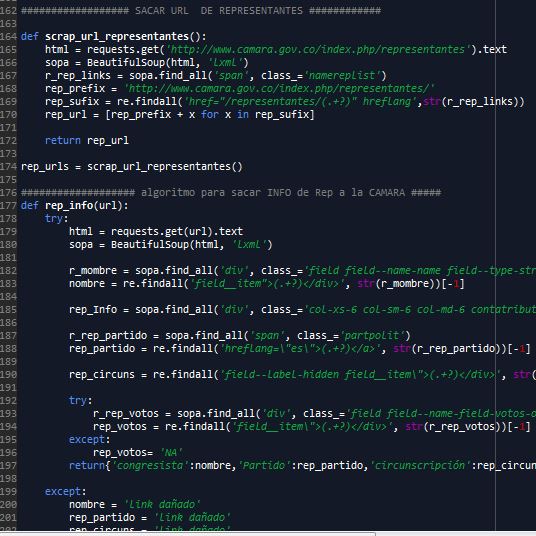 162 ################## SACAR URL  DE REPRESENTANTES ############
163
164 def scrap_url_representantes():
165     html = requests.get('http://www.camara.gov.co/index.php/representantes').text
166     sopa = BeautifulSoup(html, 'lxml')
167     r_rep_links = sopa.find_all('span', class_='namereplist')
168     rep_prefix = 'http://www.camara.gov.co/index.php/representantes/'
169     rep_sufix = re.findall('href="/representantes/(.+?)" hreflang',str(r_rep_links))
170     rep_url = [rep_prefix + x for x in rep_sufix]
171
172     return rep_url
173
174 rep_urls = scrap_url_representantes()
175
176 ################### algoritmo para sacar INFO de Rep a la CAMARA #####
177 def rep_info(url):
178     try:
179         html = requests.get(url).text
180         sopa = BeautifulSoup(html, 'lxml')
181
182         r_mombre = sopa.find_all('div', class_='field field--name-name field--type-str
183         nombre = re.findall('field__item">(.+?)</div>', str(r_mombre))[-1]
184
185         rep_Info = sopa.find_all('div', class_='col-xs-6 col-sm-6 col-md-6 contatribut
186
187         r_rep_partido = sopa.find_all('span', class_='partpolit')
188         rep_partido = re.findall('hreflang=\"es\">(.+?)</a>', str(r_rep_partido))[-1]
189
190         rep_circuns = re.findall('field--label-hidden field__item\">(.+?)</div>', str(
191
192         try:
193             r_rep_votos = sopa.find_all('div', class_='field field--name-field-votos-o
194             rep_votos = re.findall('field__item\">(.+?)</div>', str(r_rep_votos))[-1]
195         except:
196             rep_votos= 'NA'
197         return{'congresista':nombre,'Partido':rep_partido,'circunscripción':rep_circun
198
199     except:
200         nombre = 'link dañado'
201         rep_partido = 'link dañado'
202         rep_circuns = 'link dañado'